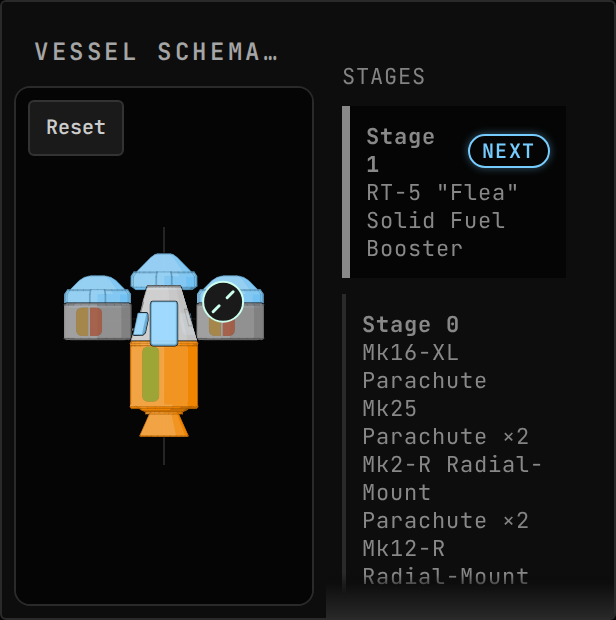 VESSEL SCHEMA…
Reset
STAGES
Stage
1
NEXT
RT-5 "Flea"
Solid Fuel
Booster
Stage 0
Mk16-XL
Parachute
Mk25
Parachute ×2
Mk2-R Radial-
Mount
Parachute ×2
Mk12-R
Radial-Mount